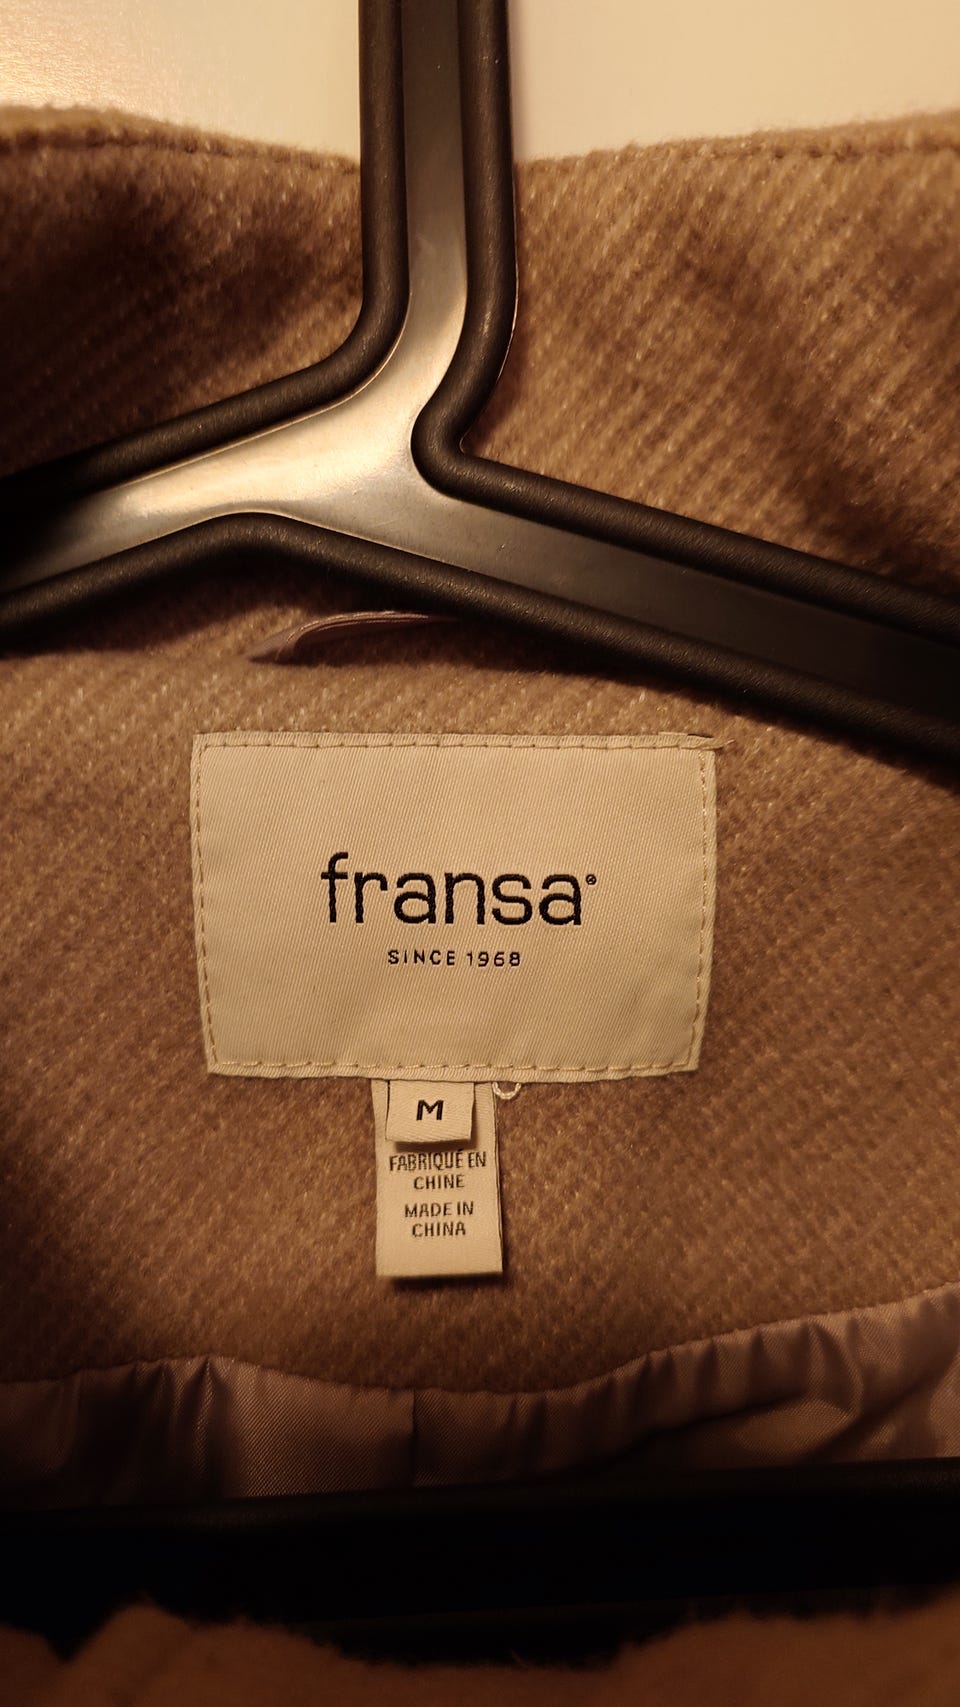 fransa®
SINCE 1968
M
FABRIQUÉ EN
CHINE
MADE IN
CHINA